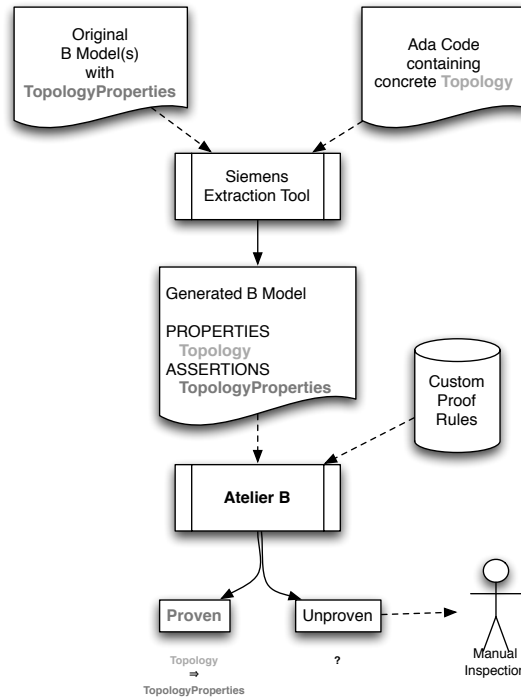 Original
B Model(s)
with
TopologyProperties
Ada Code
containing
concrete Topology
Siemens
Extraction Tool
Generated B Model
PROPERTIES
Topology
ASSERTIONS
TopologyProperties
Custom
Proof
Rules
Atelier B
Proven
Unproven
Topology
⇒
TopologyProperties
?
Manual
Inspection